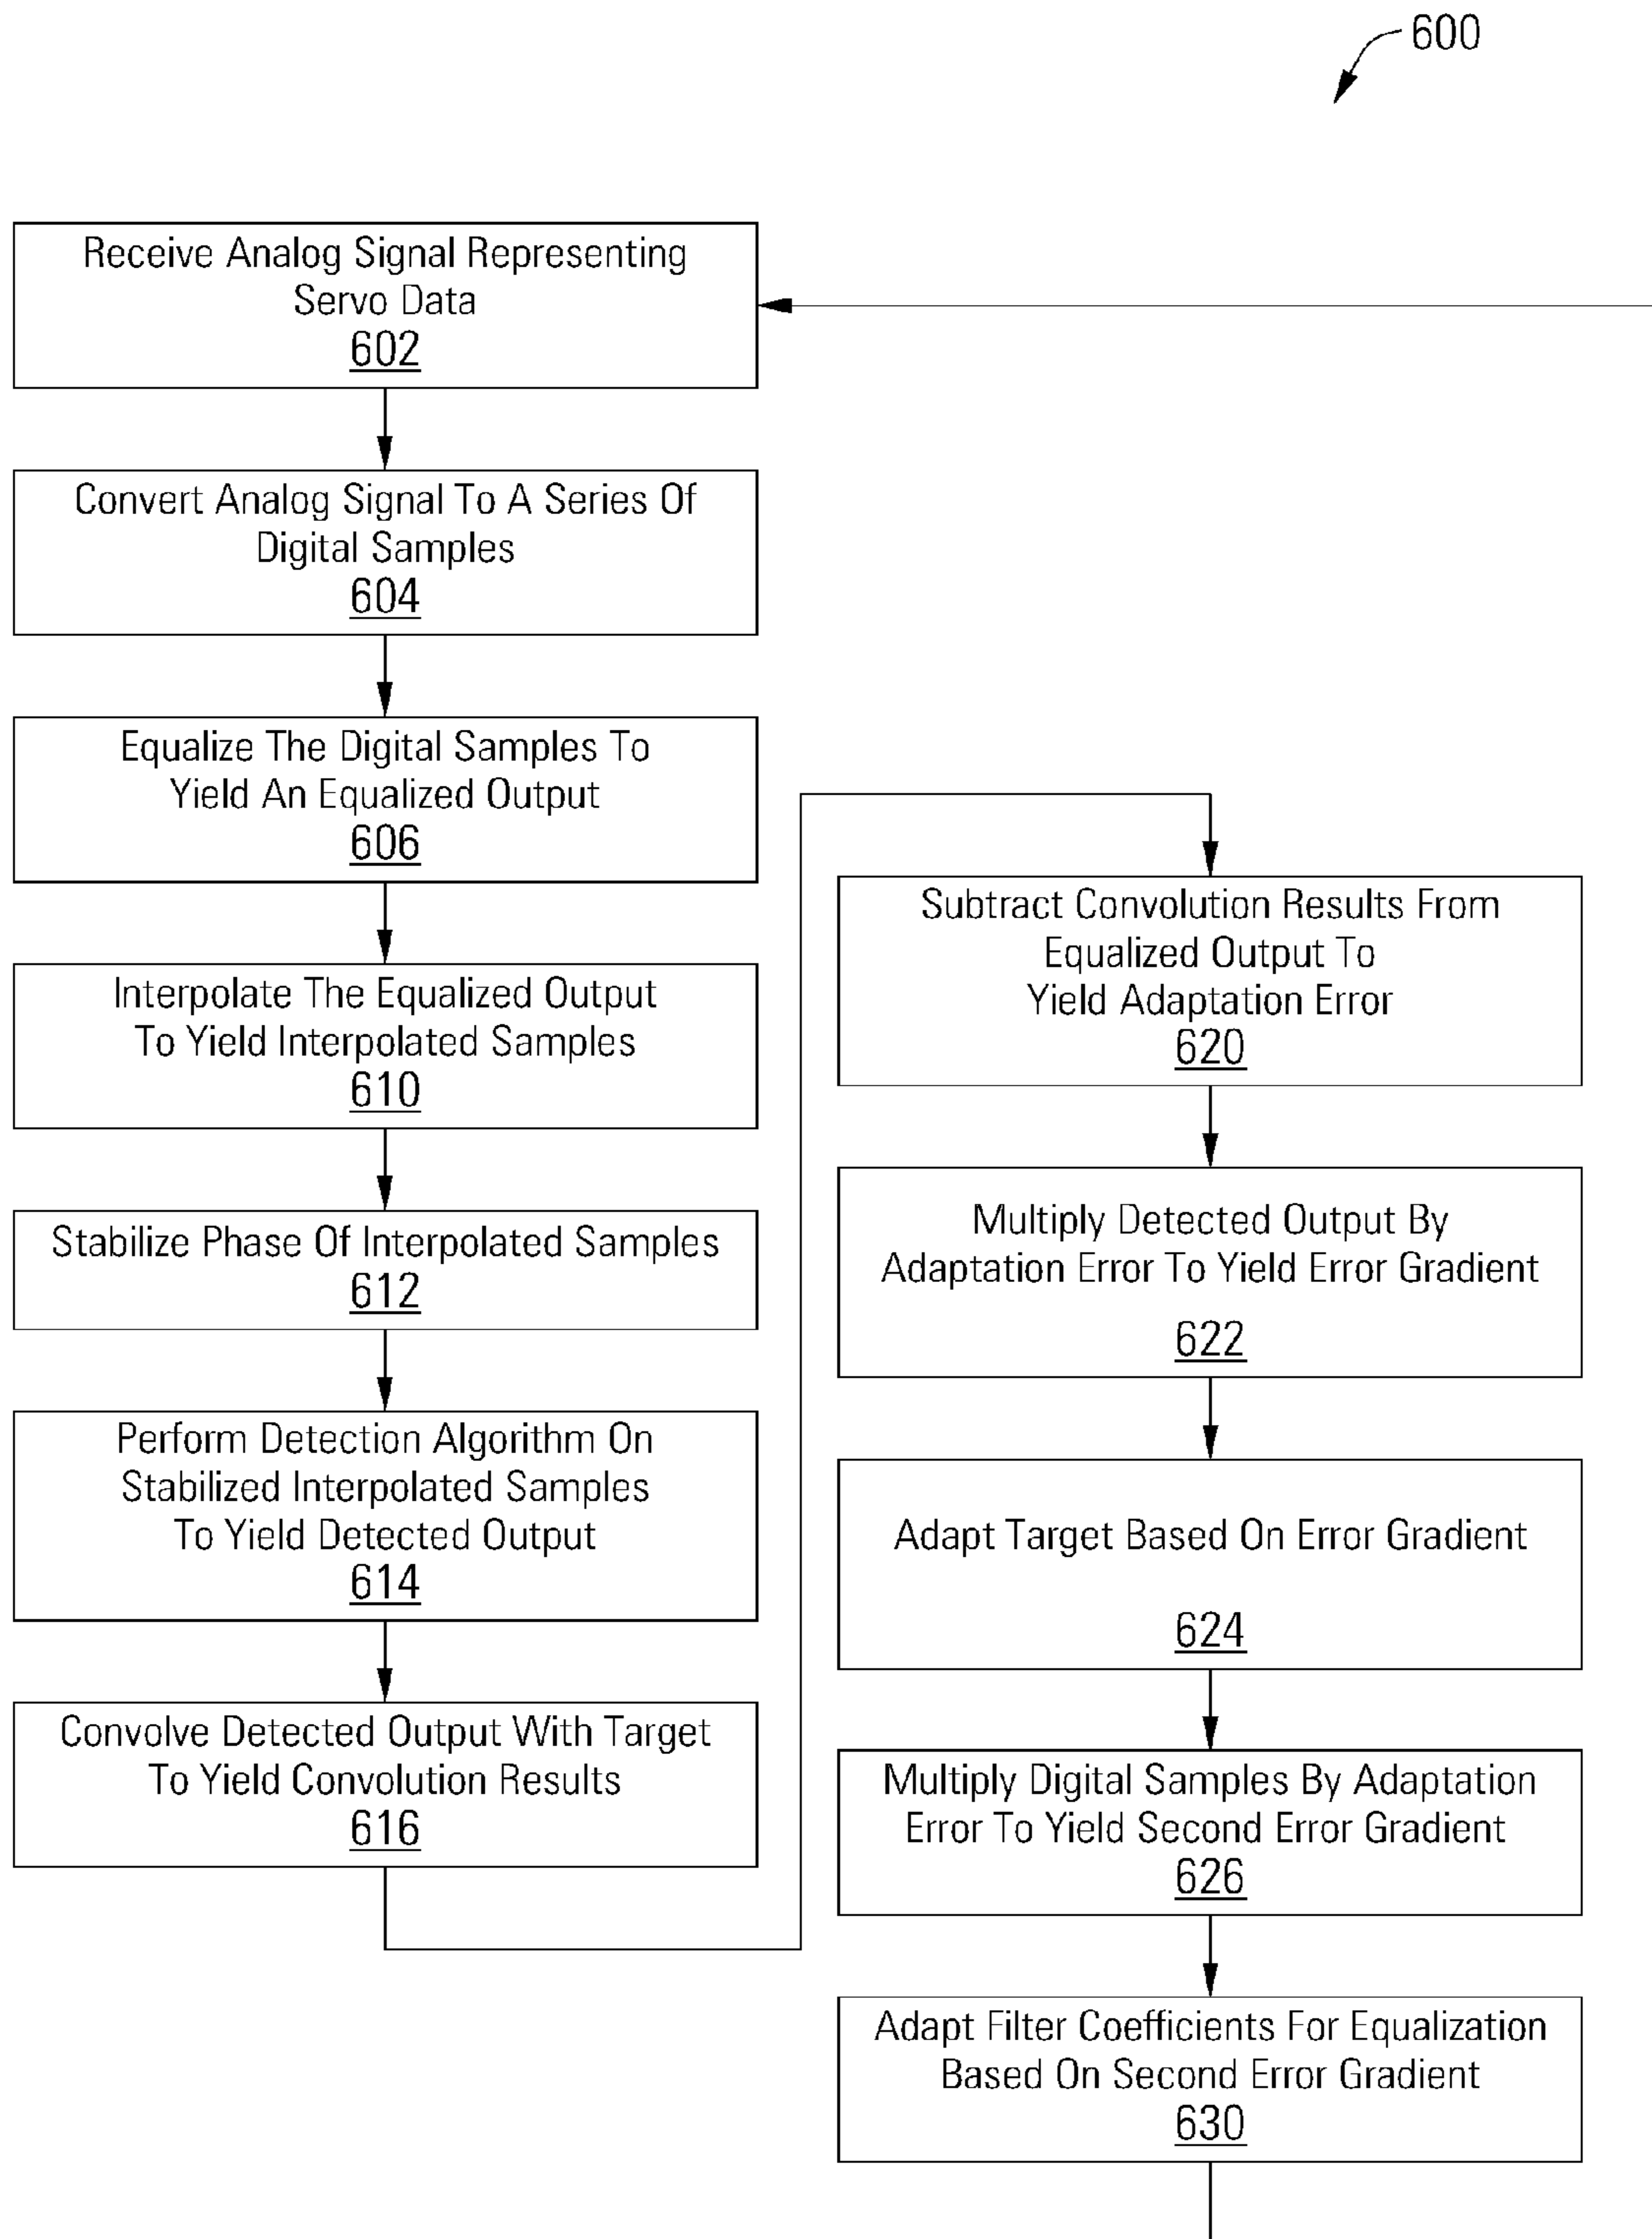 600
Receive Analog Signal Representing
Servo Data
602
Convert Analog Signal To A Series Of
Digital Samples
604
Equalize The Digital Samples To
Yield An Equalized Output
606
Interpolate The Equalized Output
To Yield Interpolated Samples
610
Stabilize Phase Of Interpolated Samples
612
Perform Detection Algorithm On
Stabilized Interpolated Samples
To Yield Detected Output
614
Convolve Detected Output With Target
To Yield Convolution Results
616
Subtract Convolution Results From
Equalized Output To
Yield Adaptation Error
620
Multiply Detected Output By
Adaptation Error To Yield Error Gradient
622
Adapt Target Based On Error Gradient
624
Multiply Digital Samples By Adaptation
Error To Yield Second Error Gradient
626
Adapt Filter Coefficients For Equalization
Based On Second Error Gradient
630